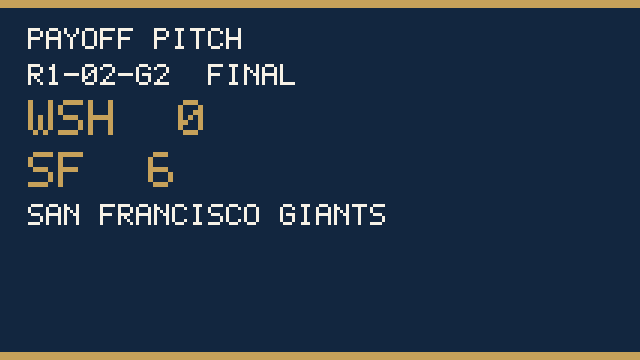 PAYOFF PITCH
R1-02-G2 FINAL
WSH 0
SF 6
SAN FRANCISCO GIANTS